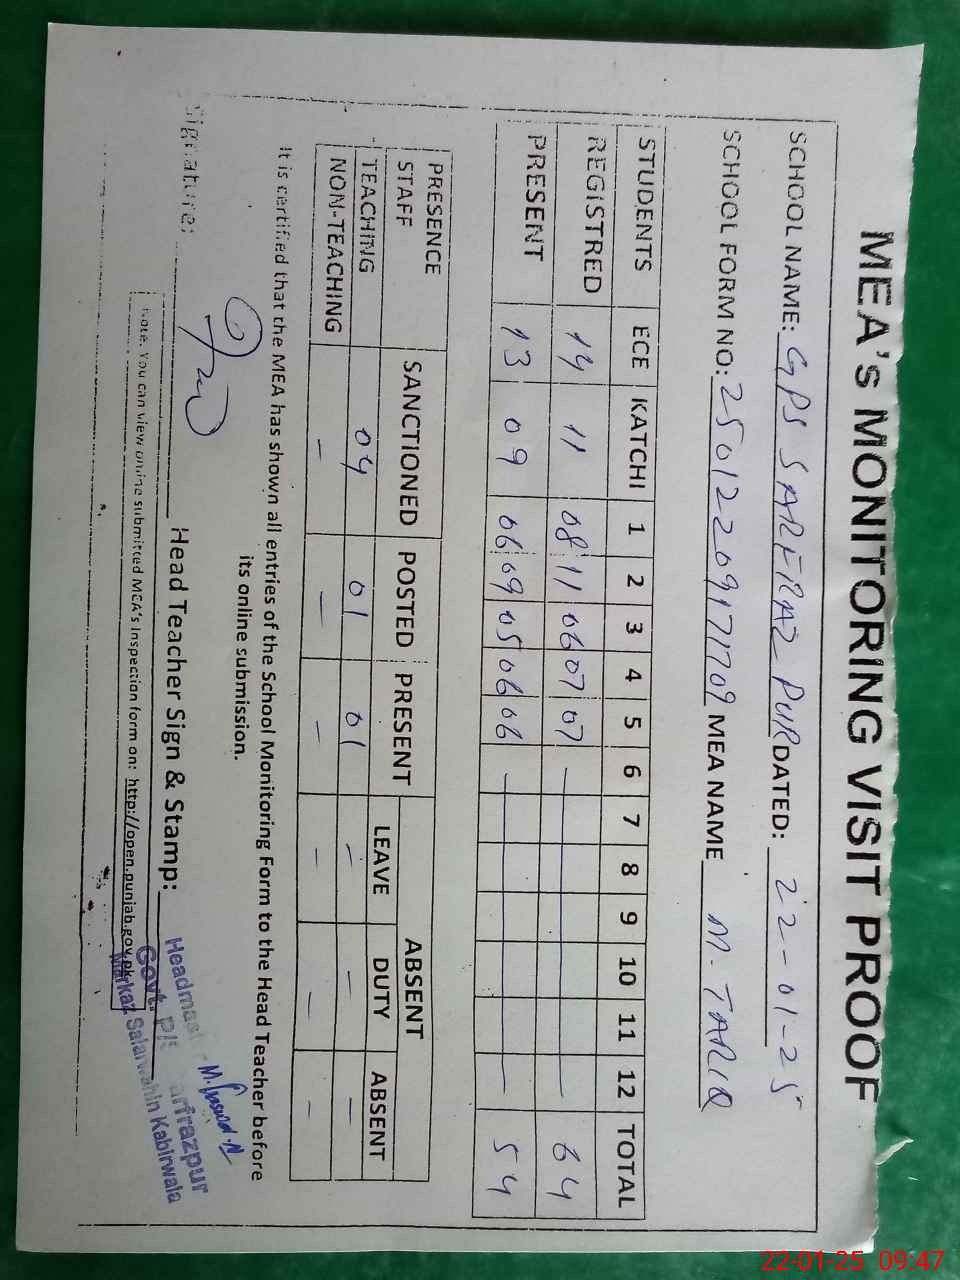 MEA's MONITORING VISIT PROOF
SCHOOL NAME: GPS SARFRAZ PUR DATED: 22-01-25
SCHOOL FORM NO: 25012209171709 MEA NAME M. TARIQ
STUDENTS ECE KATCHI 1 2 3 4 5 6 7 8 9 10 11 12 TOTAL
REGISTRED 14 11 08 11 06 07 07 — — 64
PRESENT 13 09 06 09 05 06 06 — — 54
PRESENCE STAFF SANCTIONED POSTED PRESENT ABSENT
LEAVE DUTY ABSENT
TEACHING 04 01 01 — — —
NON-TEACHING — — — — — —
It is certified that the MEA has shown all entries of the School Monitoring Form to the Head Teacher before
its online submission.
Signature: Head Teacher Sign & Stamp:
Note. You can view online submitted MEA's Inspection form on: http://open.punjab.gov.pk
Govt. arfrazpur
Markaz Salarwahin Kabirwala
22-01-25 09:47